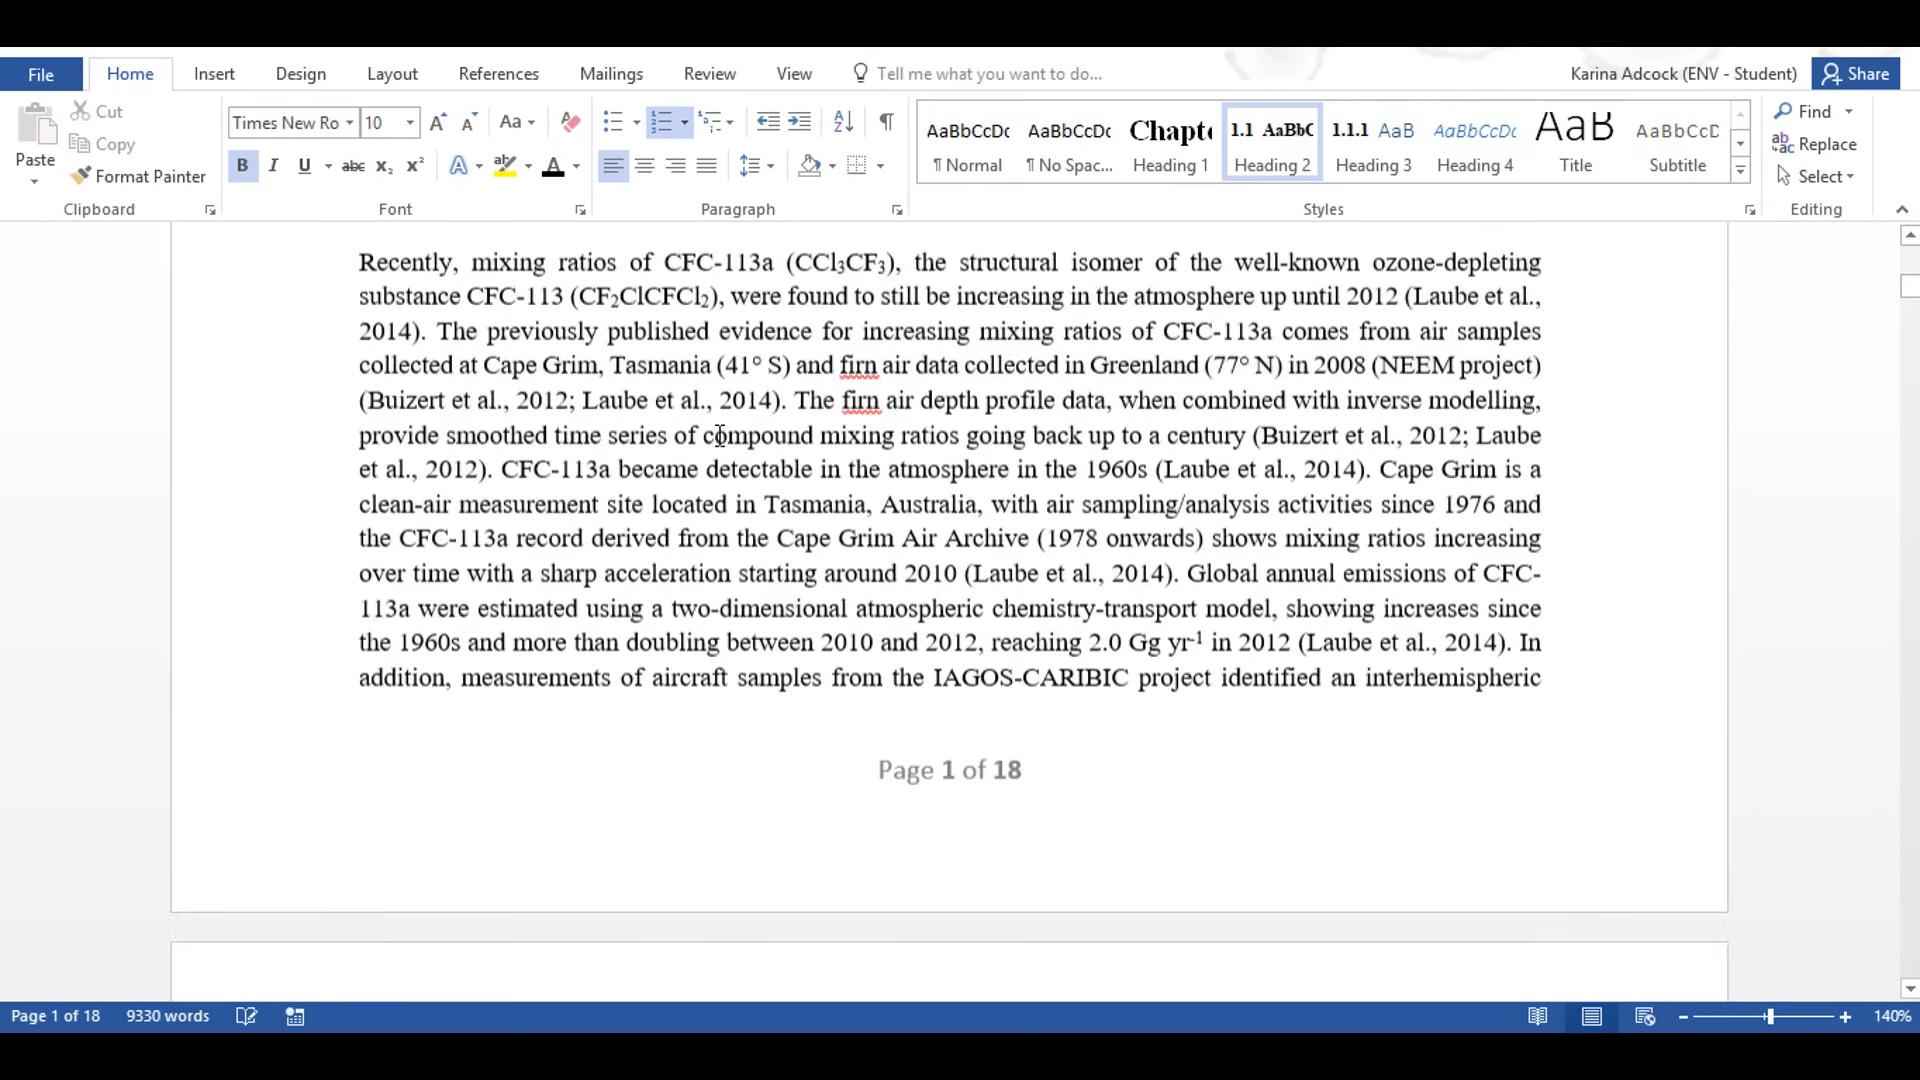 File Home Insert Design Layout References Mailings Review View Tell me what you want to do... Karina Adcock (ENV - Student) Share
Paste Cut Copy Format Painter
Clipboard
Times New Ro 10 Aa
B I U abc x₂ x² A A
Font
Paragraph
AaBbCcDc AaBbCcDc Chapte 1.1 AaBbC 1.1.1 AaB AaBbCcDc AaB AaBbCcD
¶ Normal ¶ No Spac... Heading 1 Heading 2 Heading 3 Heading 4 Title Subtitle
Styles
Find
Replace
Select
Editing
Recently, mixing ratios of CFC-113a (CCl₃CF₃), the structural isomer of the well-known ozone-depleting
substance CFC-113 (CF₂ClCFCl₂), were found to still be increasing in the atmosphere up until 2012 (Laube et al.,
2014). The previously published evidence for increasing mixing ratios of CFC-113a comes from air samples
collected at Cape Grim, Tasmania (41° S) and firn air data collected in Greenland (77° N) in 2008 (NEEM project)
(Buizert et al., 2012; Laube et al., 2014). The firn air depth profile data, when combined with inverse modelling,
provide smoothed time series of compound mixing ratios going back up to a century (Buizert et al., 2012; Laube
et al., 2012). CFC-113a became detectable in the atmosphere in the 1960s (Laube et al., 2014). Cape Grim is a
clean-air measurement site located in Tasmania, Australia, with air sampling/analysis activities since 1976 and
the CFC-113a record derived from the Cape Grim Air Archive (1978 onwards) shows mixing ratios increasing
over time with a sharp acceleration starting around 2010 (Laube et al., 2014). Global annual emissions of CFC-
113a were estimated using a two-dimensional atmospheric chemistry-transport model, showing increases since
the 1960s and more than doubling between 2010 and 2012, reaching 2.0 Gg yr⁻¹ in 2012 (Laube et al., 2014). In
addition, measurements of aircraft samples from the IAGOS-CARIBIC project identified an interhemispheric
Page 1 of 18
Page 1 of 18 9330 words 140%